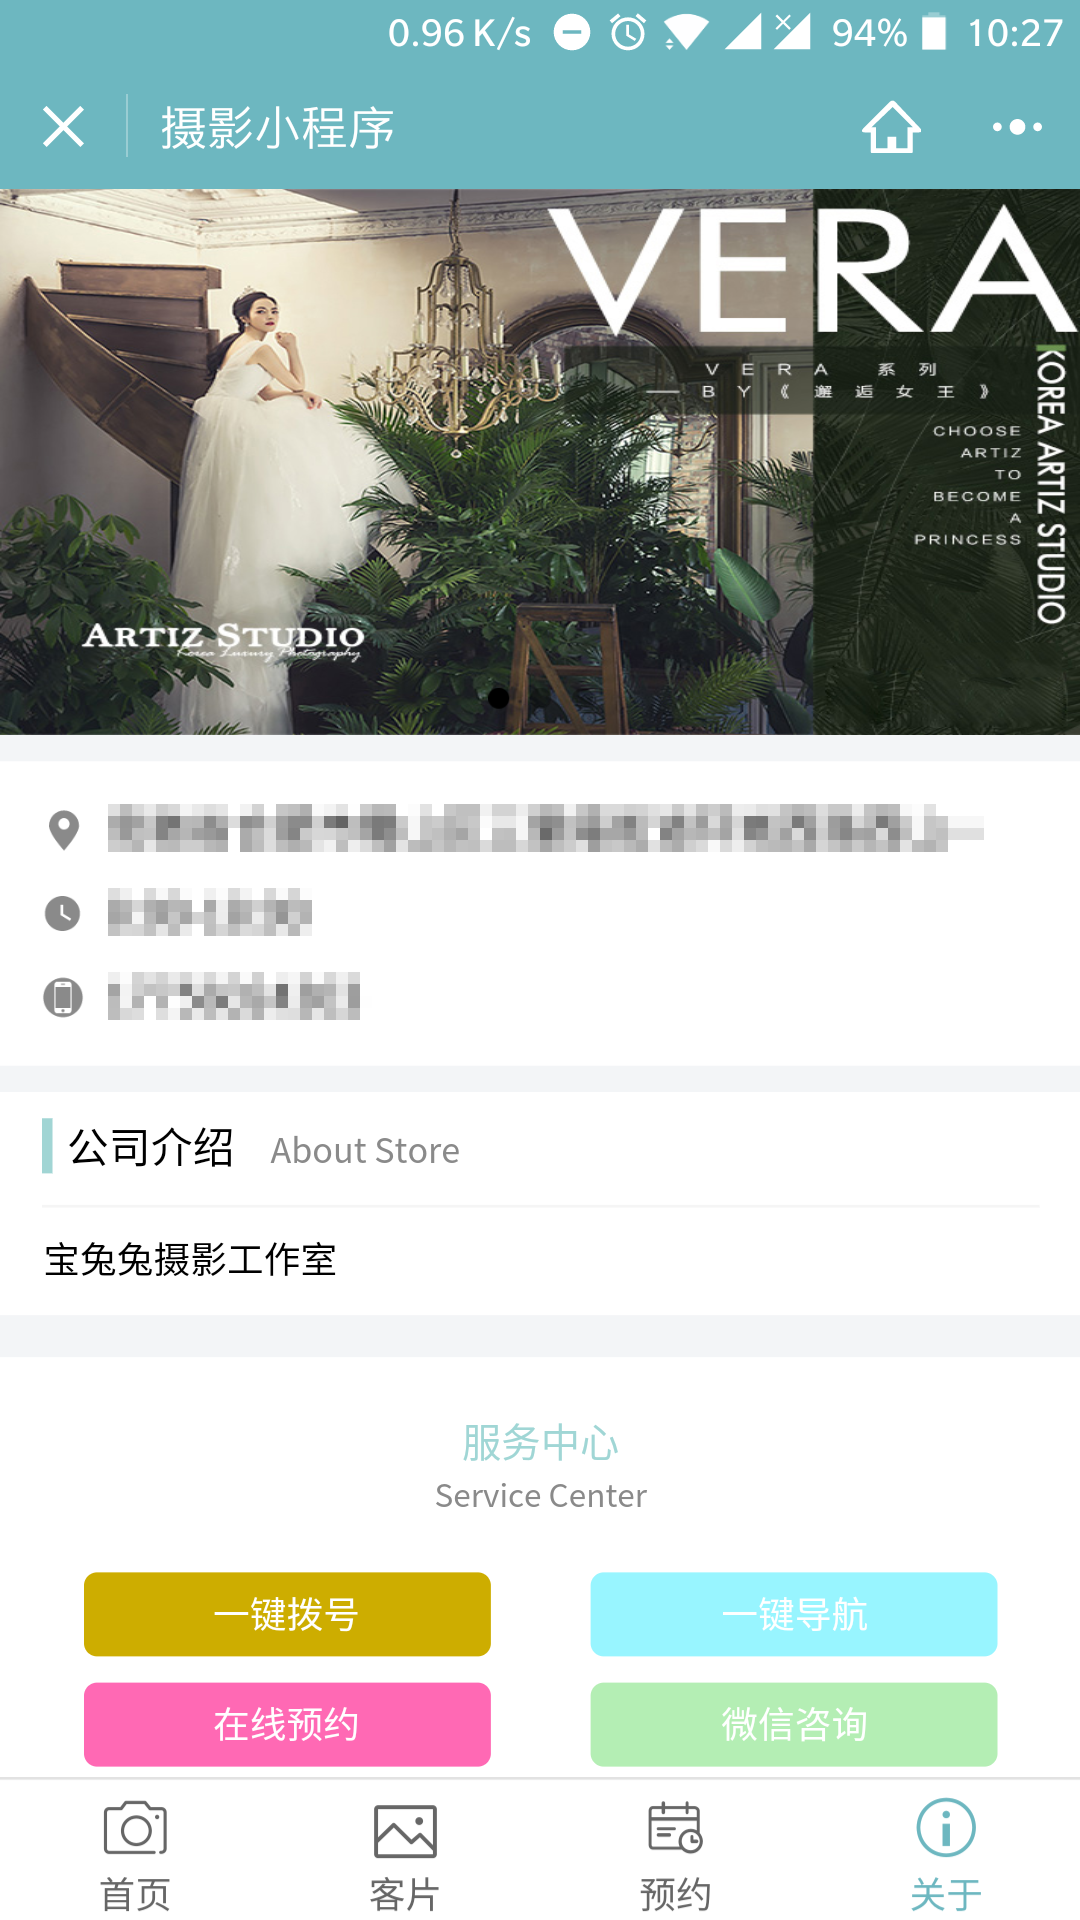 0.96 K/s 94% 10:27
摄影小程序
VERA
VERA 系列
— BY《邂逅女王》
CHOOSE
ARTIZ
TO
BECOME
A
PRINCESS
KOREA ARTIZ STUDIO
ARTIZ STUDIO
Korea Luxury Photography
公司介绍 About Store
宝兔兔摄影工作室
服务中心
Service Center
一键拨号 一键导航
在线预约 微信咨询
首页 客片 预约 关于